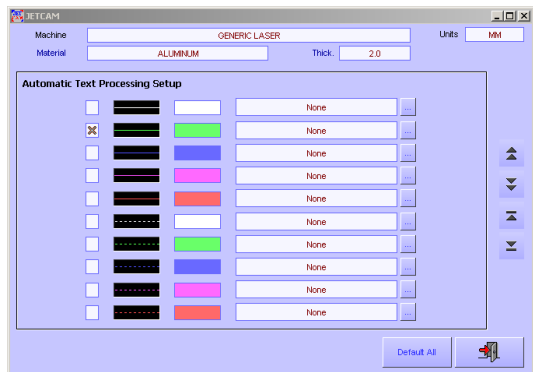 JETCAM
Machine GENERIC LASER Units MM
Material ALUMINUM Thick. 2.0
Automatic Text Processing Setup
None ...
None ...
None ...
None ...
None ...
None ...
None ...
None ...
None ...
None ...
Default All